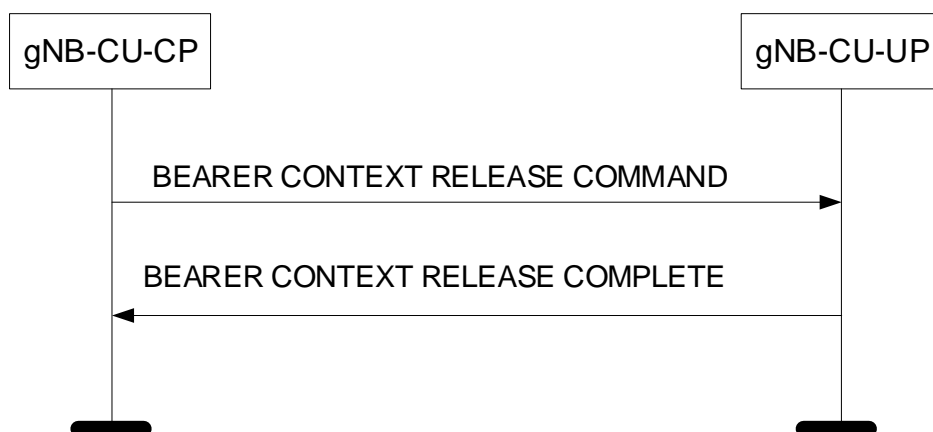 gNB-CU-CP
gNB-CU-UP
BEARER CONTEXT RELEASE COMMAND
BEARER CONTEXT RELEASE COMPLETE